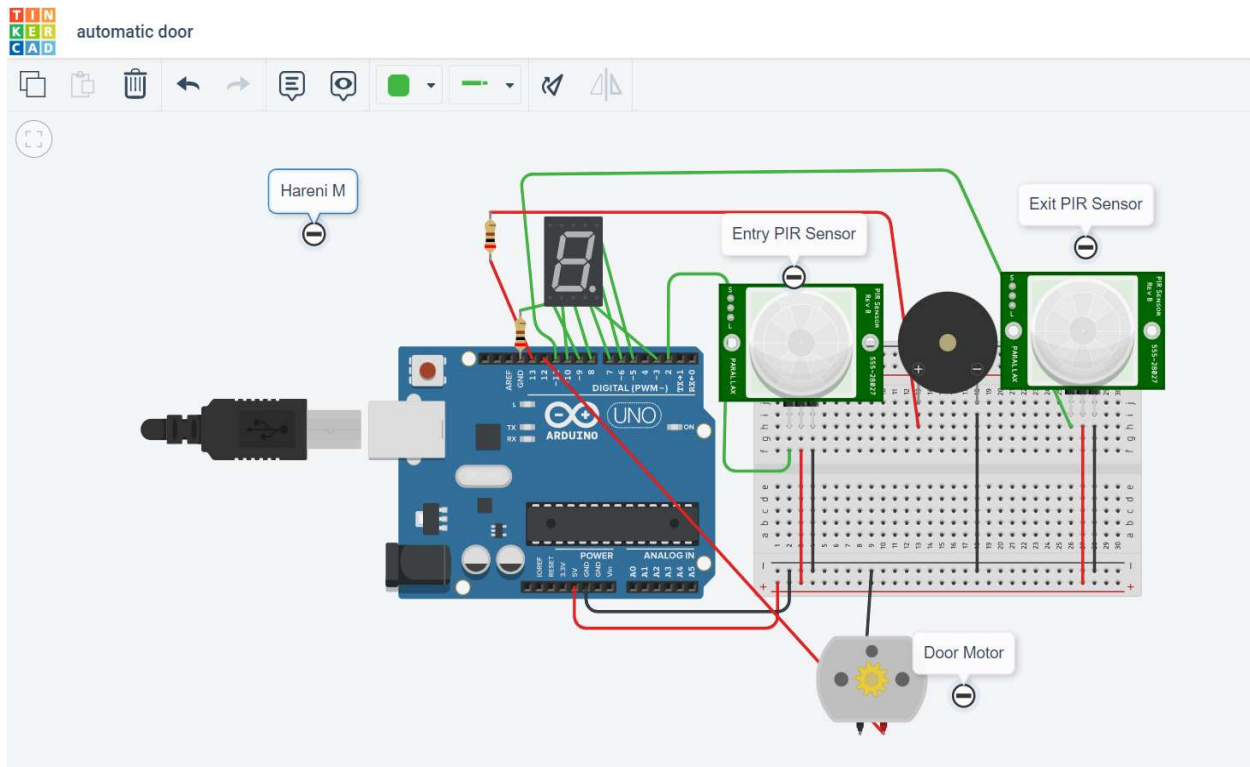 TIN
KER
CAD
automatic door
Hareni M
Exit PIR Sensor
Entry PIR Sensor
S
L
PIR SENSOR
REV B
PARALLAX
555-28027
S
L
PIR SENSOR
REV B
PARALLAX
555-28027
AREF
GND
13
12
~11
10
~9
8
7
~6
~5
4
~3
2
TX→1
RX←0
DIGITAL (PWM~)
L
TX
RX
ARDUINO
UNO
ON
POWER
ANALOG IN
IOREF
RESET
3.3V
5V
GND
GND
Vin
A0
A1
A2
A3
A4
A5
+
−
j
i
h
g
f
e
d
c
b
a
Door Motor